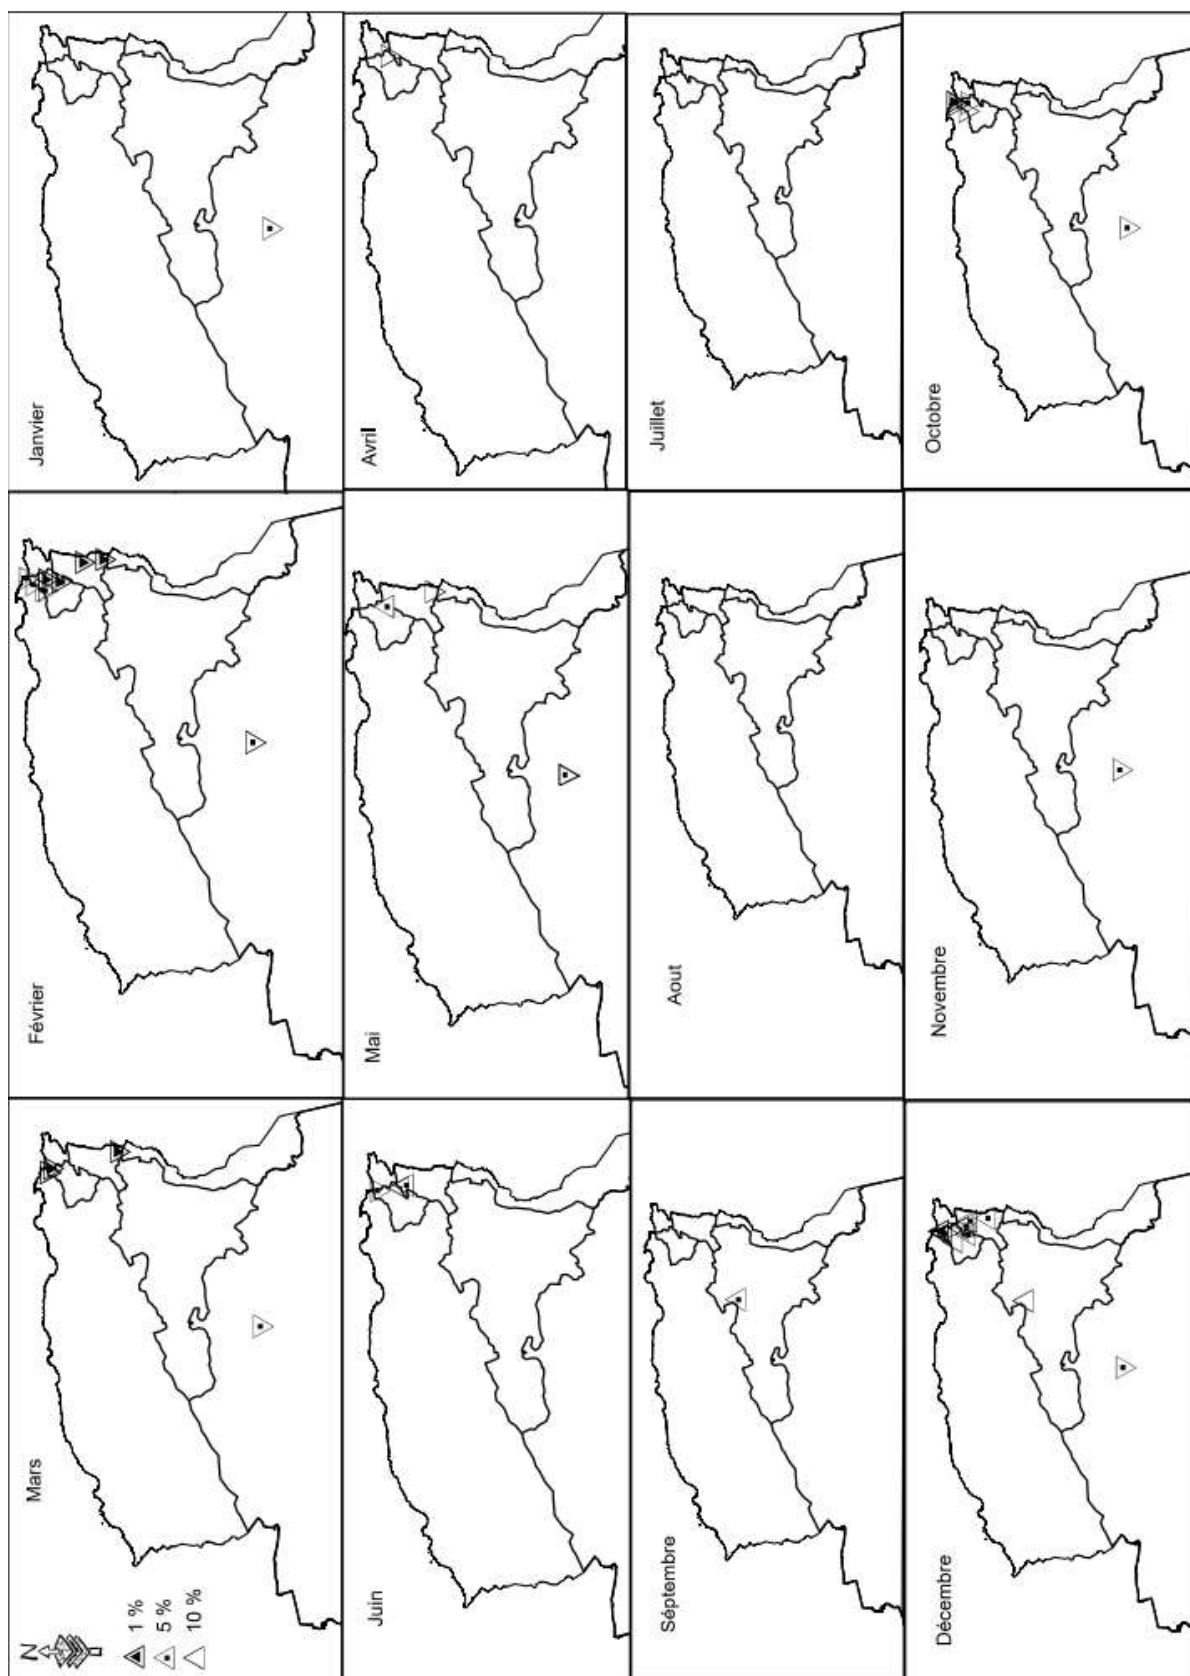 Janvier
Février
Mars
Avril
Mai
Juin
Juillet
Aout
Séptembre
Octobre
Novembre
Décembre
N
1 %
5 %
10 %